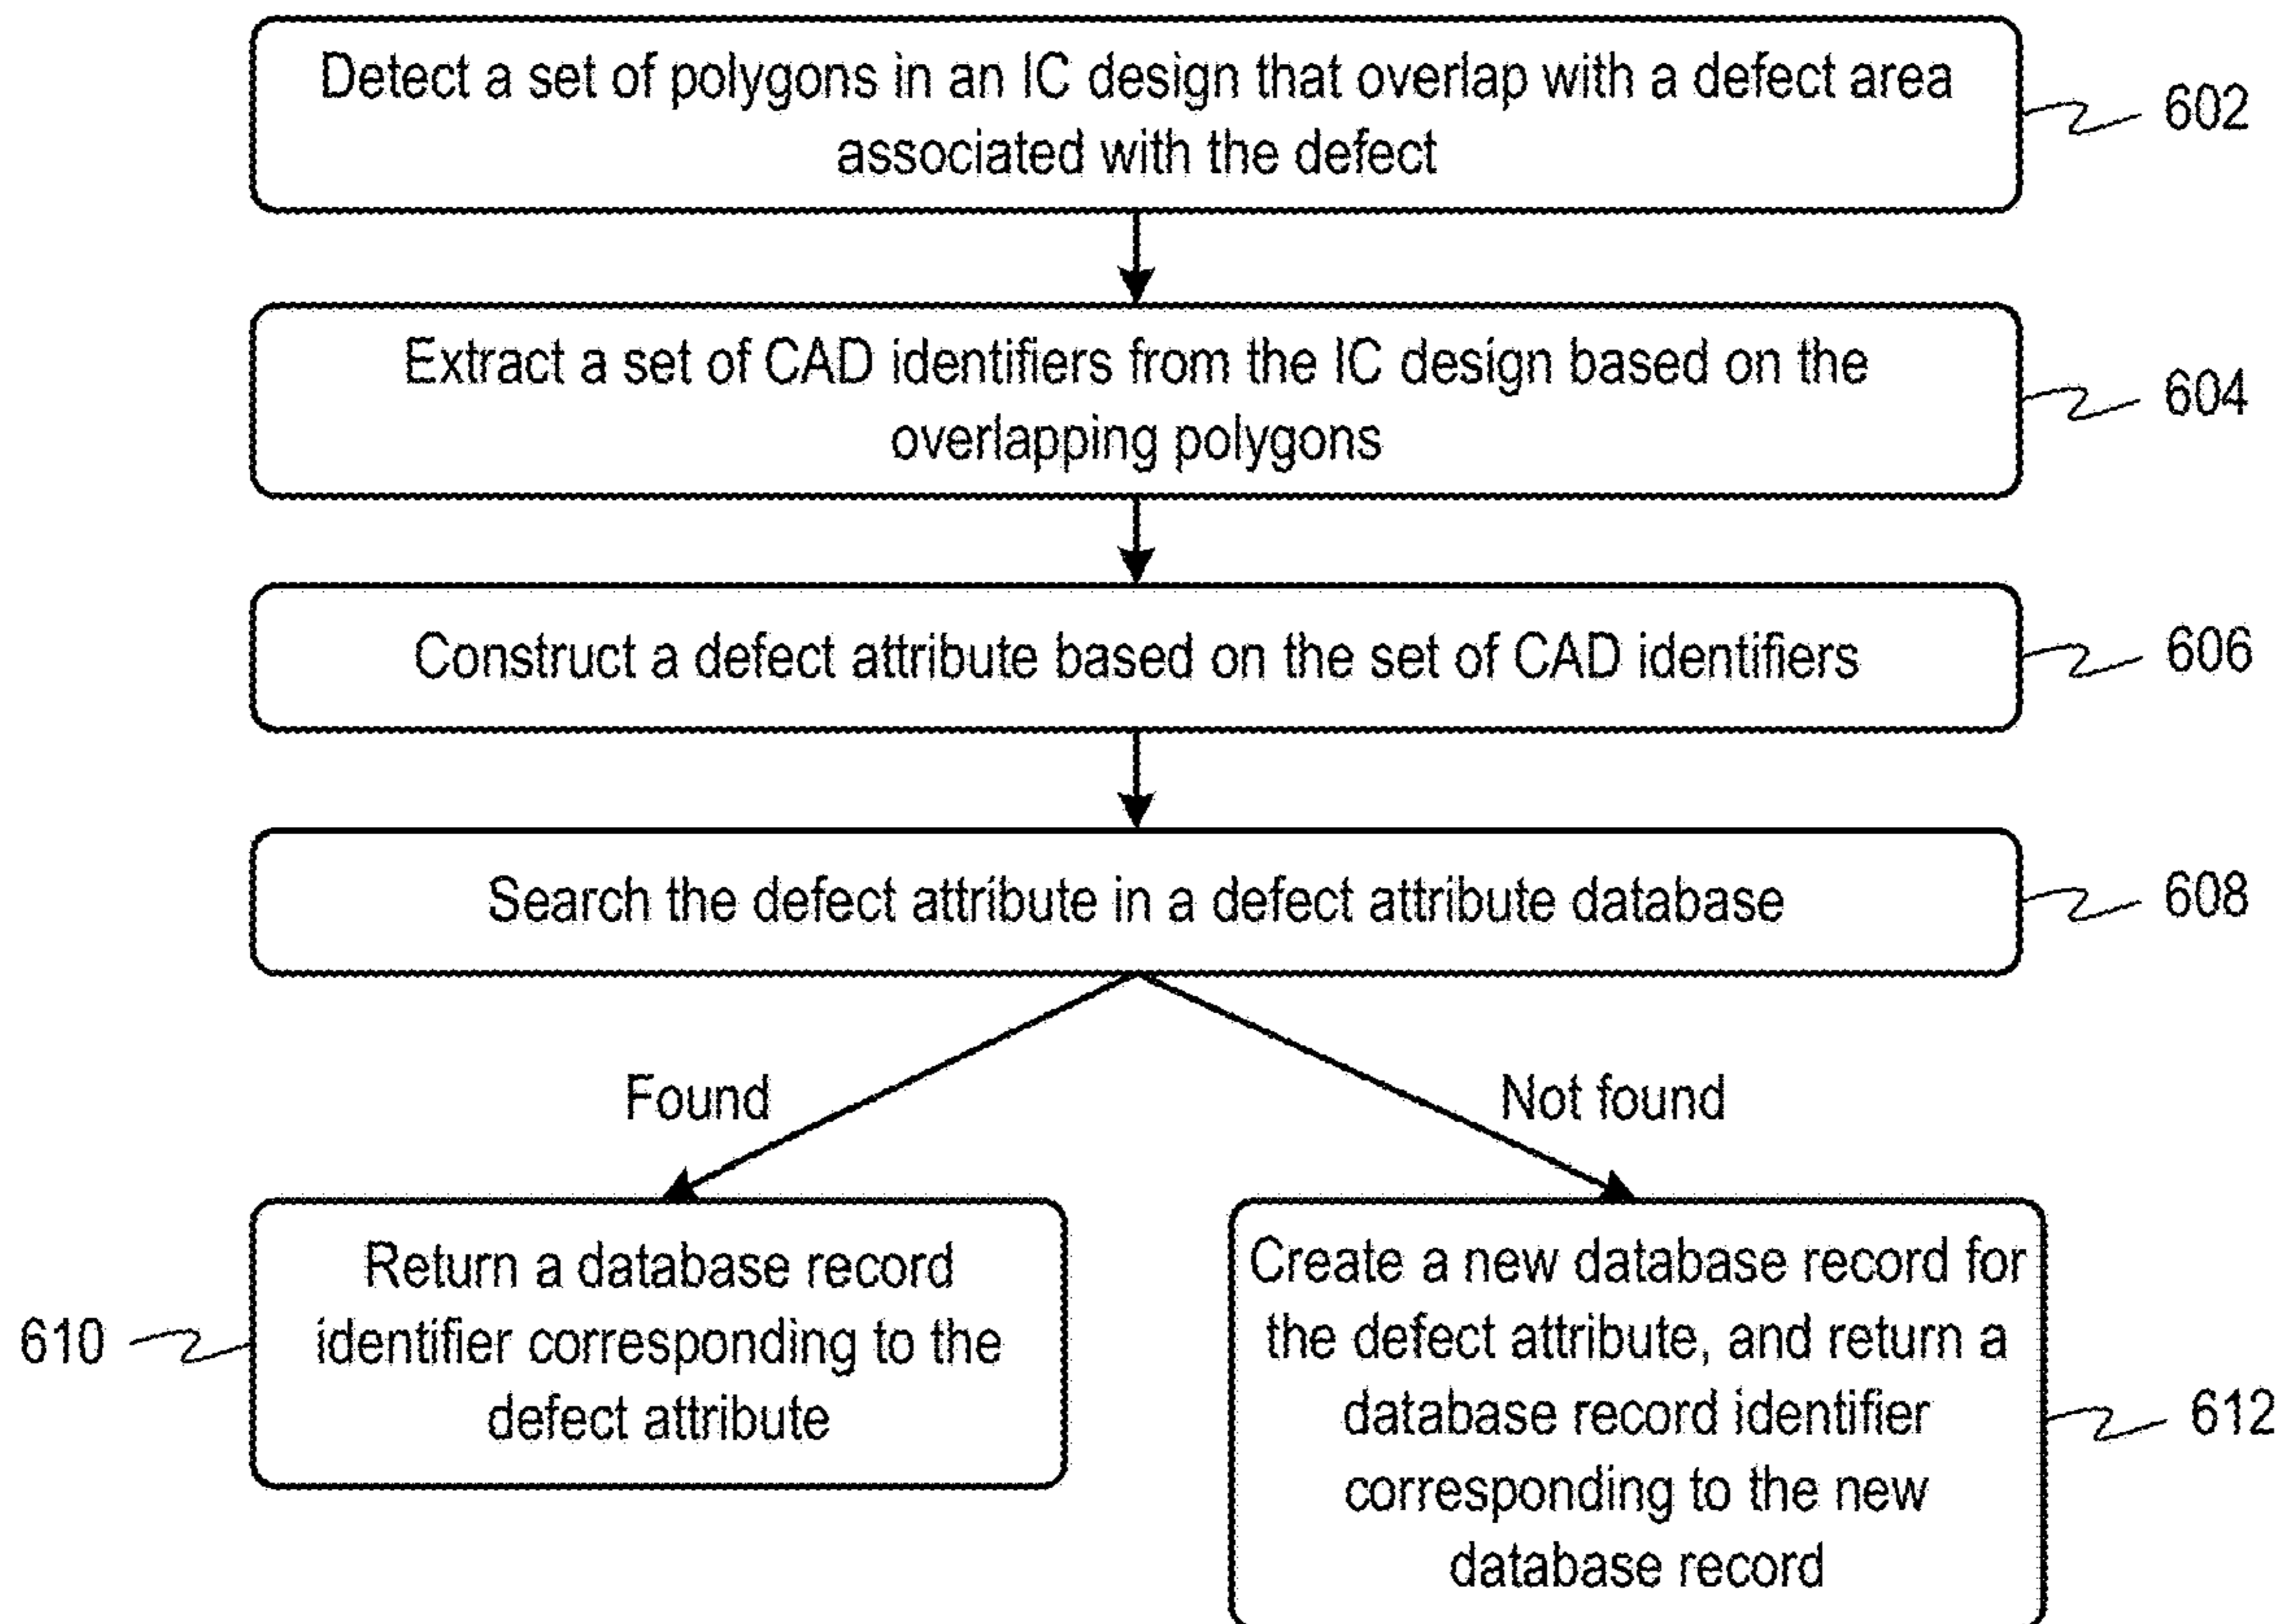 Detect a set of polygons in an IC design that overlap with a defect area
associated with the defect
602
Extract a set of CAD identifiers from the IC design based on the
overlapping polygons
604
Construct a defect attribute based on the set of CAD identifiers
606
Search the defect attribute in a defect attribute database
608
Found
Not found
Return a database record
identifier corresponding to the
defect attribute
610
Create a new database record for
the defect attribute, and return a
database record identifier
corresponding to the new
database record
612